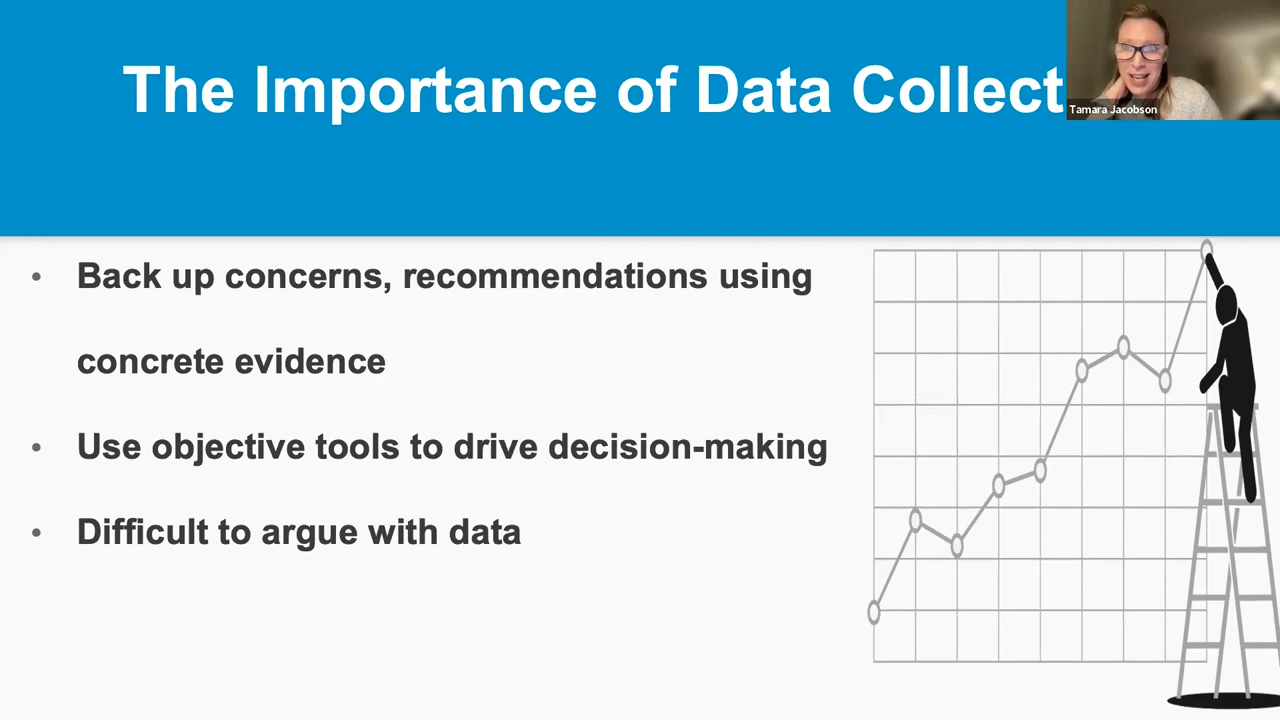 The Importance of Data Collect
Tamara Jacobson
• Back up concerns, recommendations using
concrete evidence
• Use objective tools to drive decision-making
• Difficult to argue with data